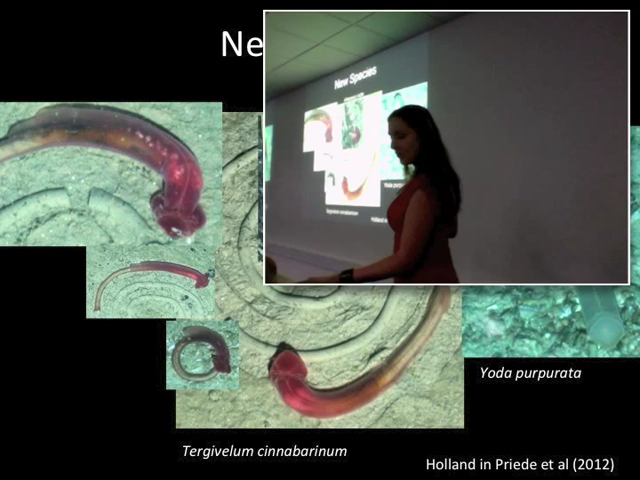 Ne
New Species
Yoda purpurata
Tergivelum cinnabarinum
Holland in Priede et al (2012)